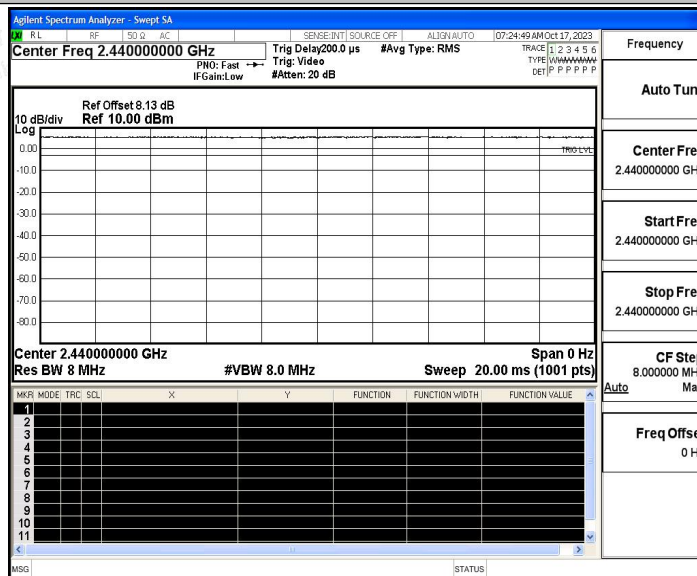 Agilent Spectrum Analyzer - Swept SA
RL RF 50 Ω AC SENSE:INT SOURCE OFF ALIGN AUTO 07:24:49 AM Oct 17, 2023
Center Freq 2.440000000 GHz
PNO: Fast
IFGain:Low
Trig Delay200.0 µs
Trig: Video
#Atten: 20 dB
#Avg Type: RMS
TRACE 1 2 3 4 5 6
TYPE
DET P P P P P P
Ref Offset 8.13 dB
10 dB/div Ref 10.00 dBm
Log
TRIG LVL
0.00
-10.0
-20.0
-30.0
-40.0
-50.0
-60.0
-70.0
-80.0
Center 2.440000000 GHz Span 0 Hz
Res BW 8 MHz #VBW 8.0 MHz Sweep 20.00 ms (1001 pts)
MKR MODE TRC SCL X Y FUNCTION FUNCTION WIDTH FUNCTION VALUE
1
2
3
4
5
6
7
8
9
10
11
MSG STATUS
Frequency
Auto Tun
Center Fre
2.440000000 GH
Start Fre
2.440000000 GH
Stop Fre
2.440000000 GH
CF Ste
8.000000 MH
Auto Ma
Freq Offse
0 H